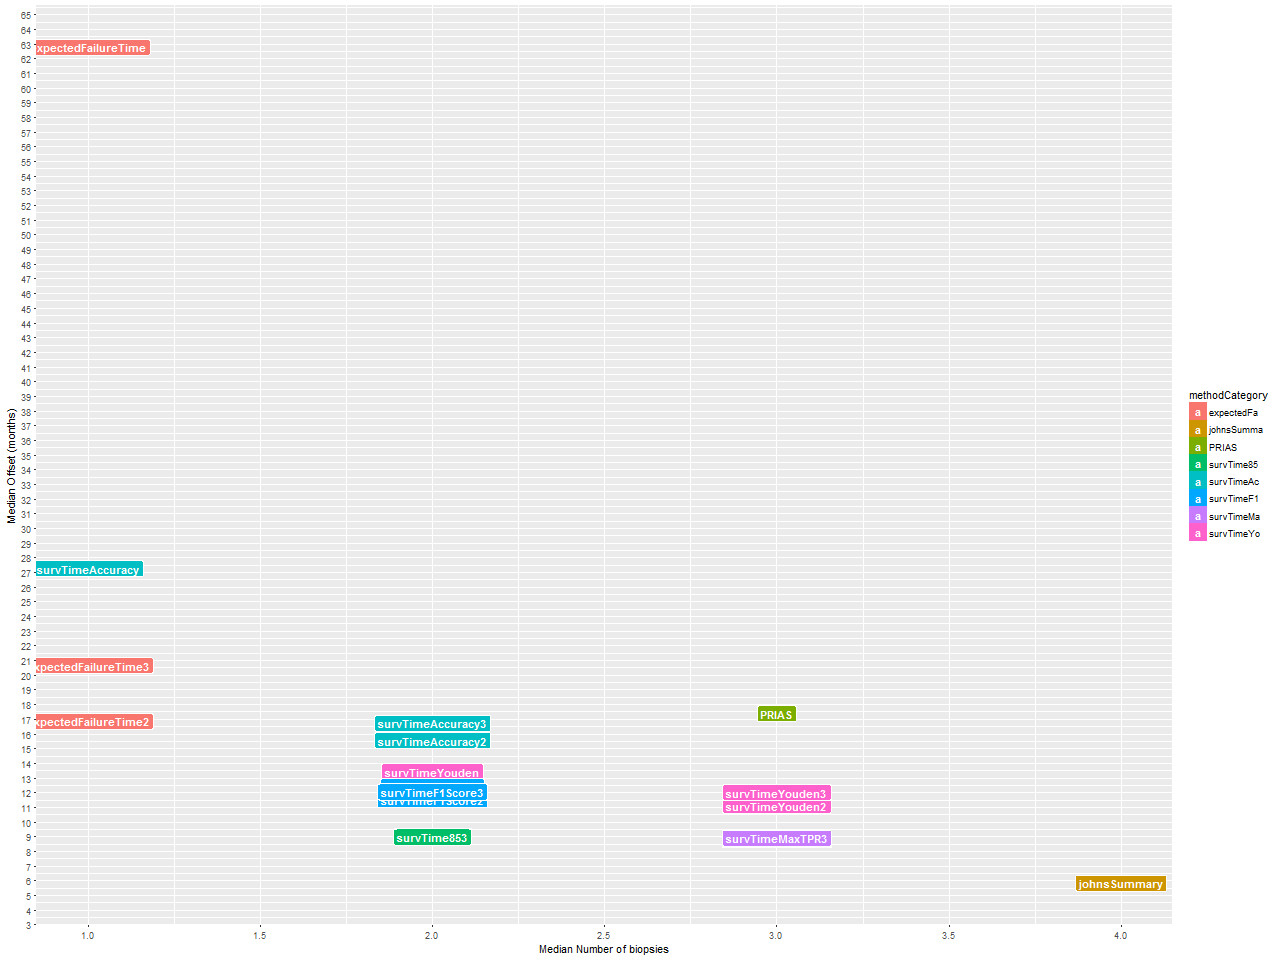 Median Offset (months)
65
64
63
62
61
60
59
58
57
56
55
54
53
52
51
50
49
48
47
46
45
44
43
42
41
40
39
38
37
36
35
34
33
32
31
30
29
28
27
26
25
24
23
22
21
20
19
18
17
16
15
14
13
12
11
10
9
8
7
6
5
4
3
xpectedFailureTime
survTimeAccuracy
xpectedFailureTime3
xpectedFailureTime2
survTimeAccuracy3
survTimeAccuracy2
survTimeYouden
survTimeF1Score3
survTimeF1Score2
survTime853
PRIAS
survTimeYouden3
survTimeYouden2
survTimeMaxTPR3
johnsSummary
1.0 1.5 2.0 2.5 3.0 3.5 4.0
Median Number of biopsies
methodCategory
a expectedFa
a johnsSumma
a PRIAS
a survTime85
a survTimeAc
a survTimeF1
a survTimeMa
a survTimeYo